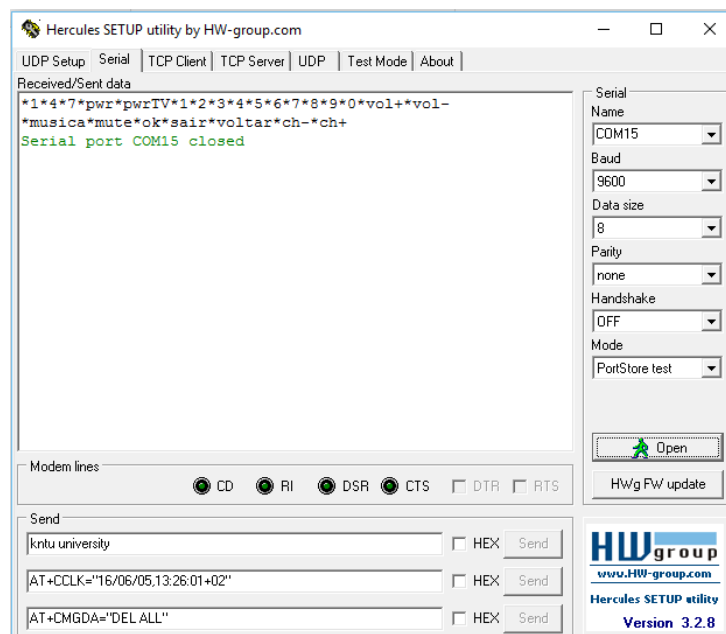 Hercules SETUP utility by HW-group.com
UDP Setup Serial TCP Client TCP Server UDP Test Mode About
Received/Sent data
*1*4*7*pwr*pwrTV*1*2*3*4*5*6*7*8*9*0*vol+*vol-
*musica*mute*ok*sair*voltar*ch-*ch+
Serial port COM15 closed
Serial
Name
COM15
Baud
9600
Data size
8
Parity
none
Handshake
OFF
Mode
PortStore test
Open
HWg FW update
Modem lines
CD RI DSR CTS DTR RTS
Send
kntu university HEX Send
AT+CCLK="16/06/05,13:26:01+02" HEX Send
AT+CMGDA="DEL ALL" HEX Send
HW group
www.HW-group.com
Hercules SETUP utility
Version 3.2.8